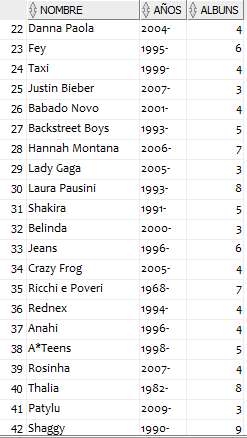 NOMBRE AÑOS ALBUNS
22 Danna Paola 2004- 4
23 Fey 1995- 6
24 Taxi 1999- 4
25 Justin Bieber 2007- 3
26 Babado Novo 2001- 4
27 Backstreet Boys 1993- 5
28 Hannah Montana 2006- 7
29 Lady Gaga 2005- 3
30 Laura Pausini 1993- 8
31 Shakira 1991- 5
32 Belinda 2000- 3
33 Jeans 1996- 6
34 Crazy Frog 2005- 4
35 Ricchi e Poveri 1968- 7
36 Rednex 1994- 4
37 Anahi 1996- 4
38 A*Teens 1998- 5
39 Rosinha 2007- 4
40 Thalia 1982- 8
41 Patylu 2009- 3
42 Shaggy 1990- 9